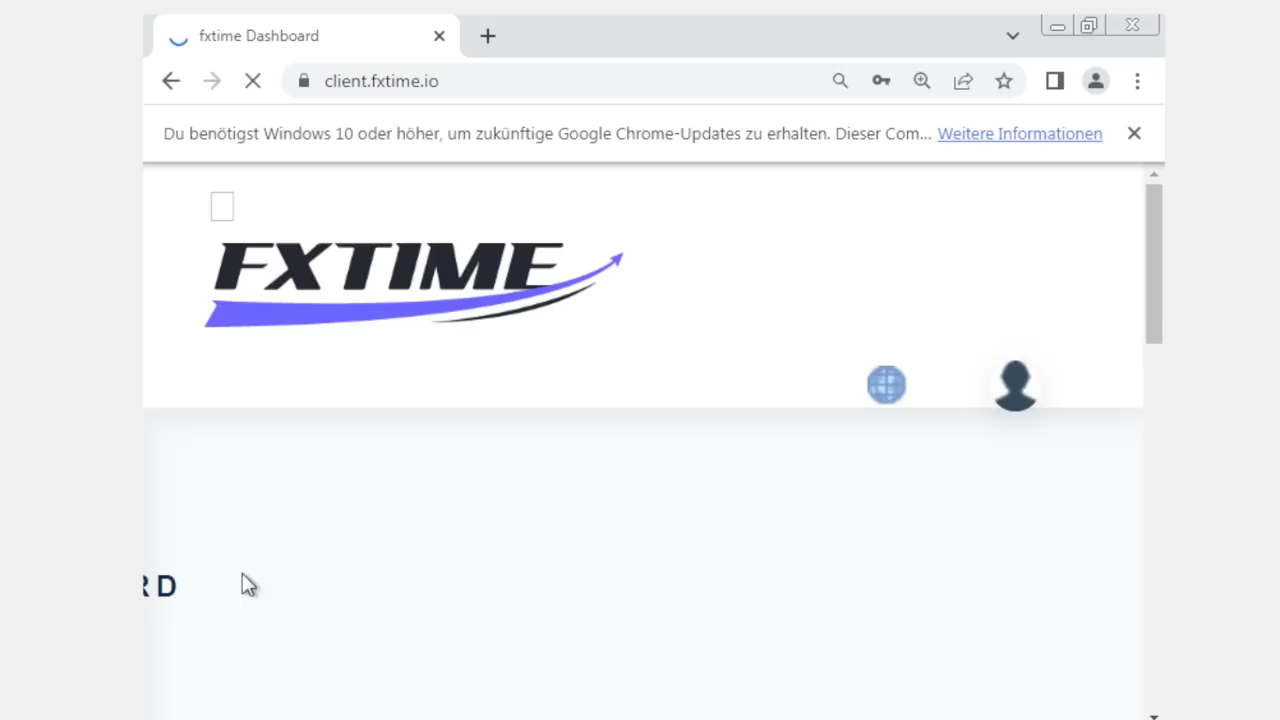 fxtime Dashboard
client.fxtime.io
Du benötigst Windows 10 oder höher, um zukünftige Google Chrome-Updates zu erhalten. Dieser Com... Weitere Informationen
FXTIME
RD